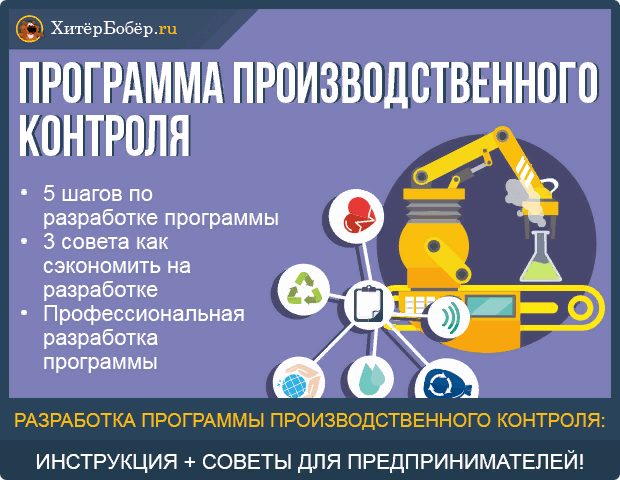 ХитёрБобёр.ru
ПРОГРАММА ПРОИЗВОДСТВЕННОГО
КОНТРОЛЯ
• 5 шагов по
разработке программы
• 3 совета как
сэкономить на
разработке
• Профессиональная
разработка
программы
РАЗРАБОТКА ПРОГРАММЫ ПРОИЗВОДСТВЕННОГО КОНТРОЛЯ:
ИНСТРУКЦИЯ + СОВЕТЫ ДЛЯ ПРЕДПРИНИМАТЕЛЕЙ!